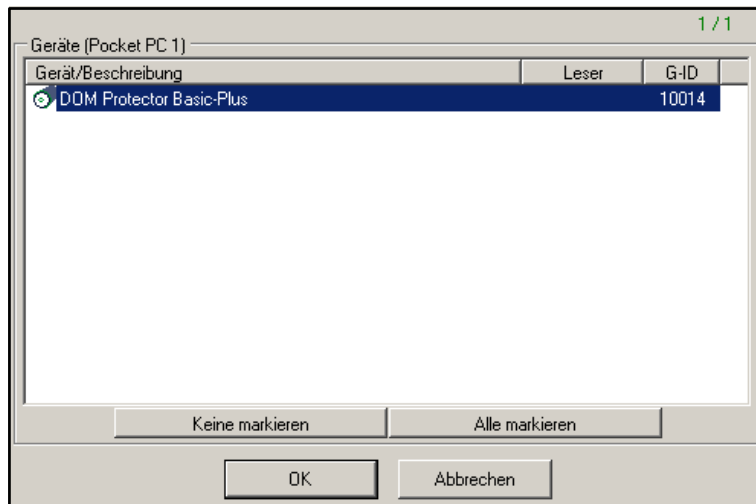 1 / 1
Geräte (Pocket PC 1)
Gerät/Beschreibung Leser G-ID
DOM Protector Basic-Plus 10014
Keine markieren Alle markieren
OK Abbrechen